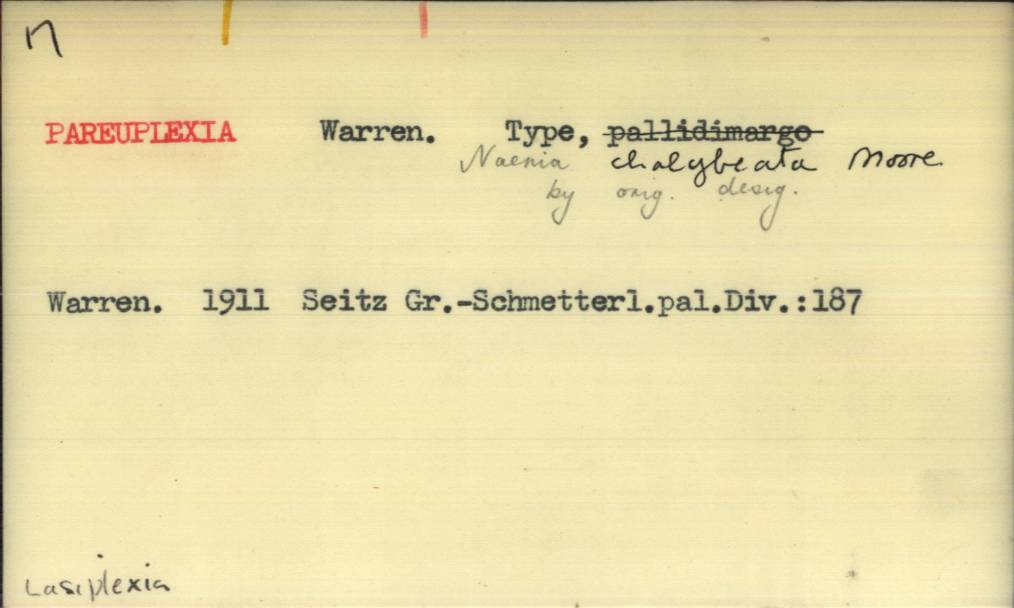 n
PAREUPLEXIA Warren. Type, pallidimargo
Naenia chalybeata Moore
by orig. desig.
Warren. 1911 Seitz Gr.-Schmetterl.pal.Div.:187
Lasiplexia